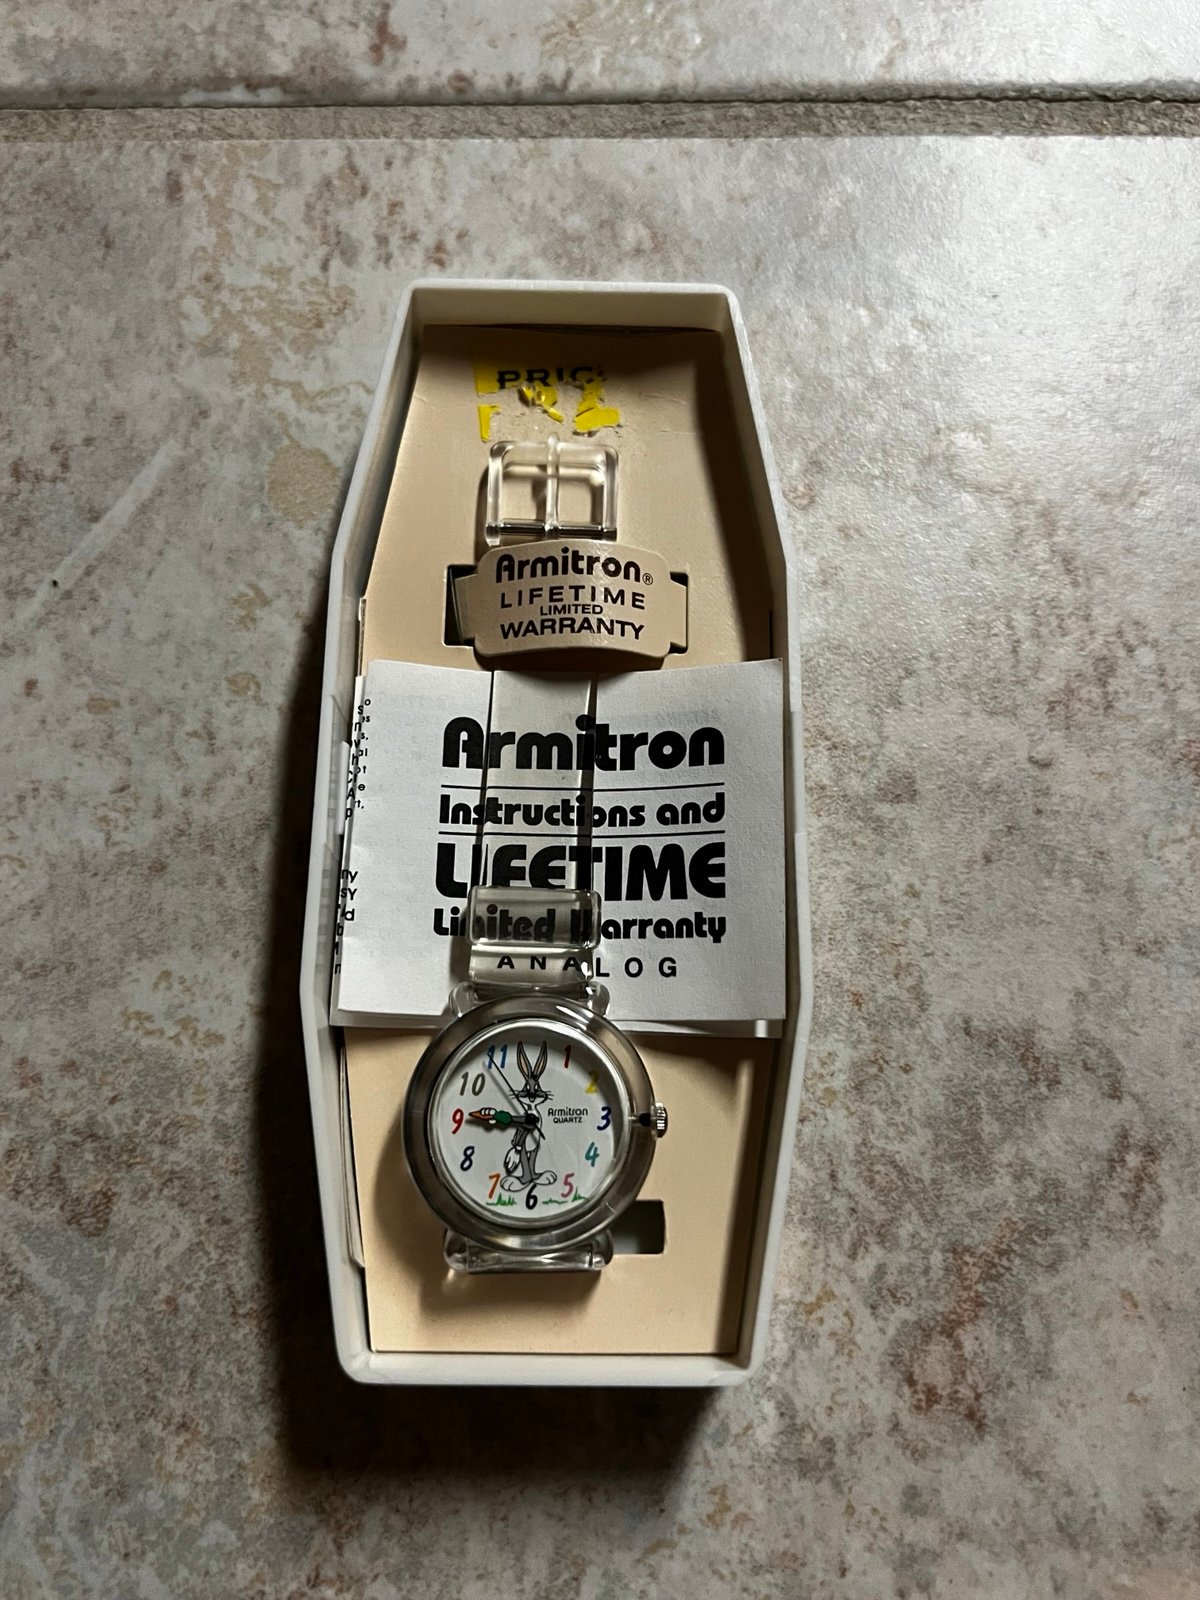 PRIC
Armitron®
LIFETIME
LIMITED
WARRANTY
Armitron
Instructions and
LIFETIME
Limited Warranty
ANALOG
11 1
10 2
9 Armitron 3
QUARTZ
8 4
7 6 5